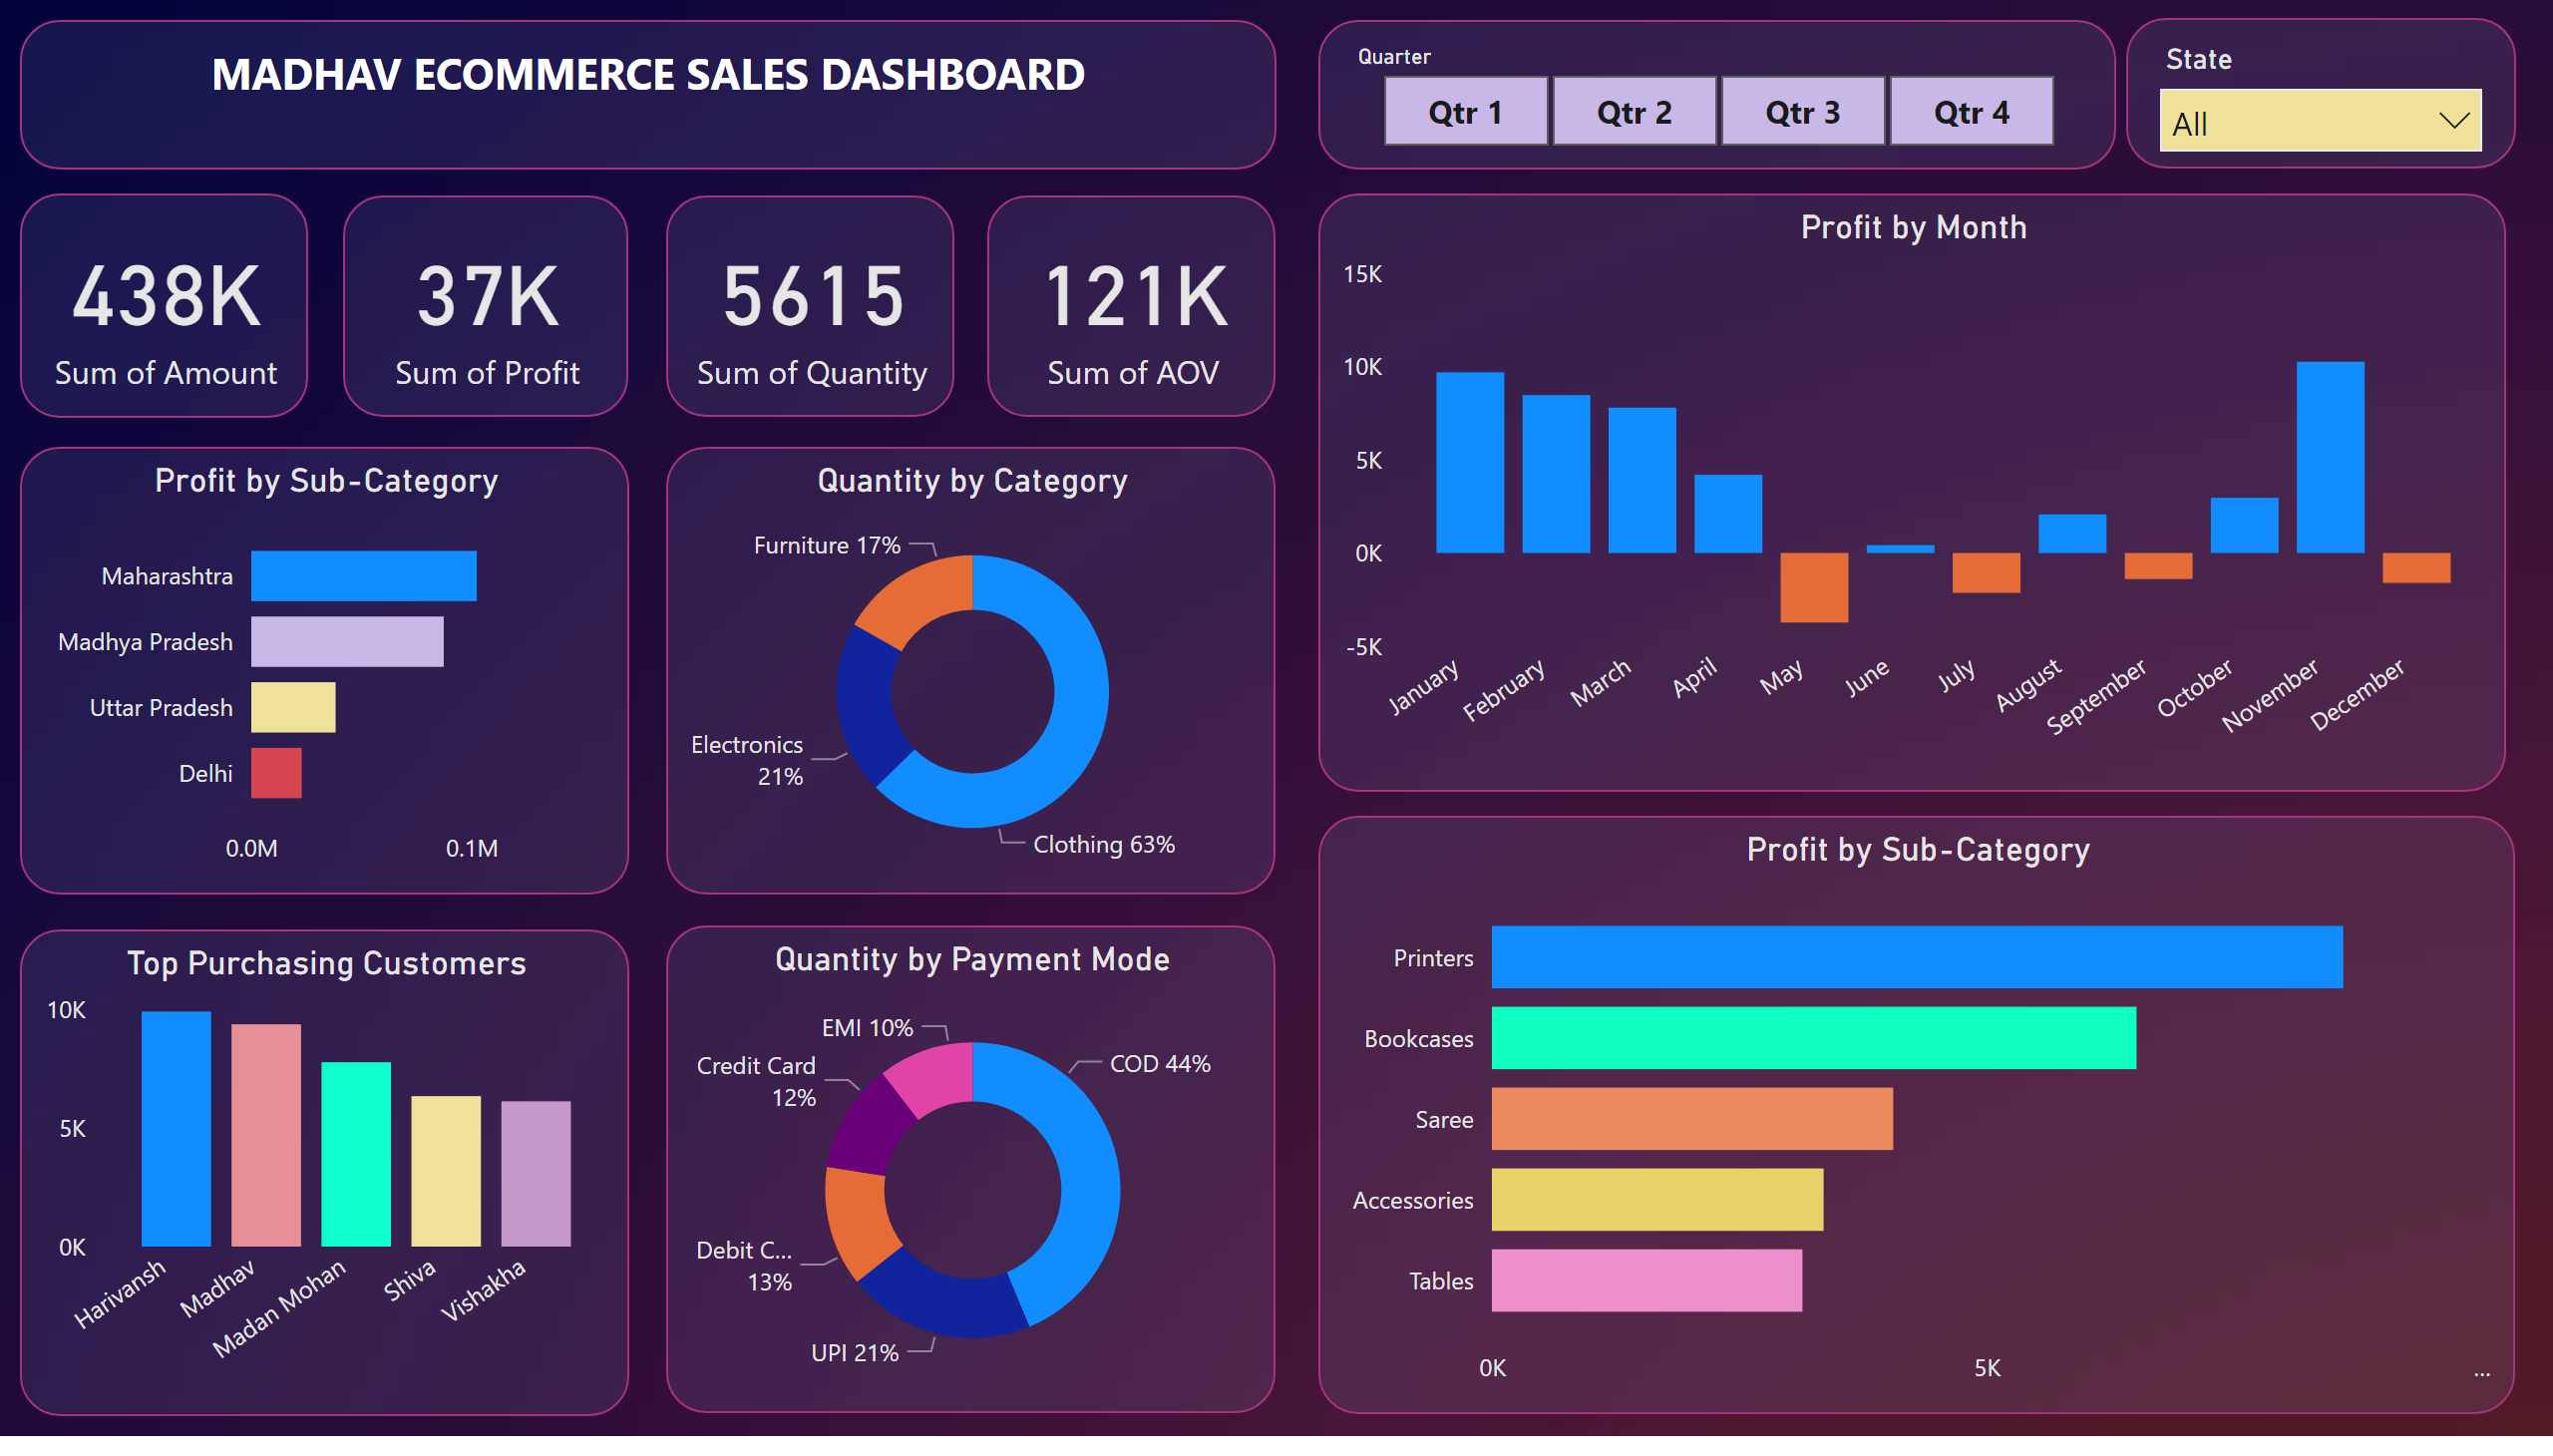 MADHAV ECOMMERCE SALES DASHBOARD
Quarter
Qtr 1
Qtr 2
Qtr 3
Qtr 4
State
All
438K
Sum of Amount
37K
Sum of Profit
5615
Sum of Quantity
121K
Sum of AOV
Profit by Month
15K
10K
5K
0K
-5K
January
February
March
April
May
June
July
August
September
October
November
December
Profit by Sub-Category
Maharashtra
Madhya Pradesh
Uttar Pradesh
Delhi
0.0M
0.1M
Quantity by Category
Furniture 17%
Electronics
21%
Clothing 63%
Profit by Sub-Category
Printers
Bookcases
Saree
Accessories
Tables
0K
5K
...
Top Purchasing Customers
10K
5K
0K
Harivansh
Madhav
Madan Mohan
Shiva
Vishakha
Quantity by Payment Mode
EMI 10%
Credit Card
12%
COD 44%
Debit C...
13%
UPI 21%